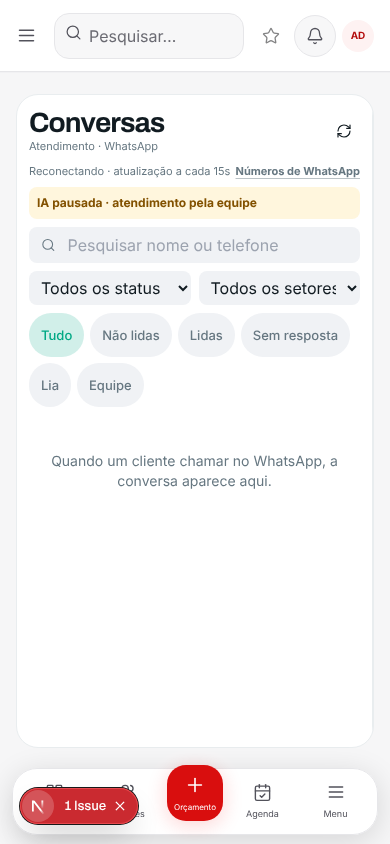 Pesquisar...
AD
Conversas
Atendimento · WhatsApp
Reconectando · atualização a cada 15s Números de WhatsApp
IA pausada · atendimento pela equipe
Pesquisar nome ou telefone
Todos os status Todos os setores
Tudo Não lidas Lidas Sem resposta
Lia Equipe
Quando um cliente chamar no WhatsApp, a
conversa aparece aqui.
N 1 Issue
Orçamento Agenda Menu